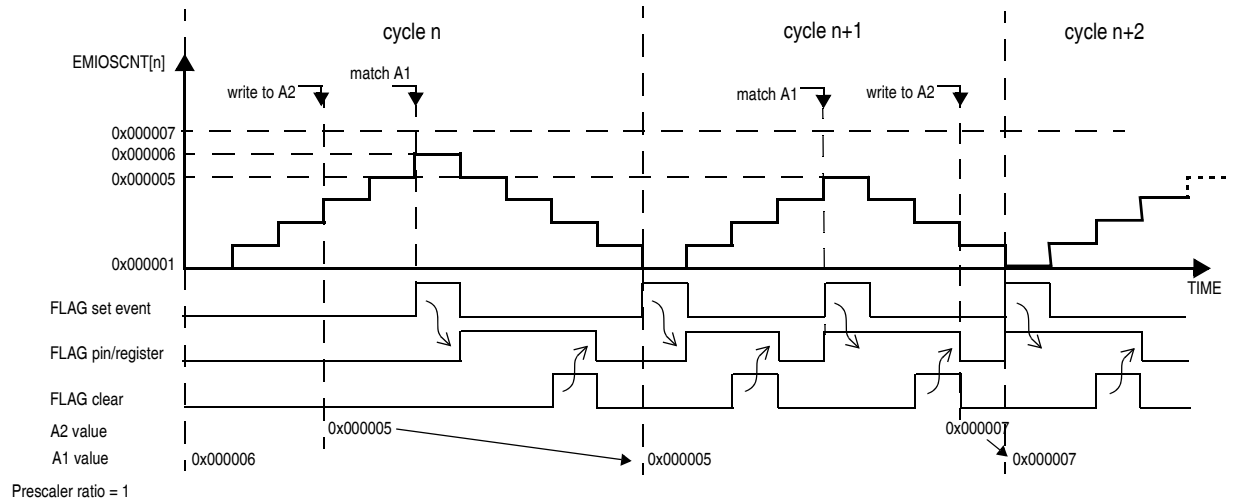 cycle n
cycle n+1
cycle n+2
EMIOSCNT[n]
write to A2
match A1
match A1
write to A2
0x000007
0x000006
0x000005
0x000001
TIME
FLAG set event
FLAG pin/register
FLAG clear
A2 value
0x000005
0x000007
A1 value
0x000006
0x000005
0x000007
Prescaler ratio = 1